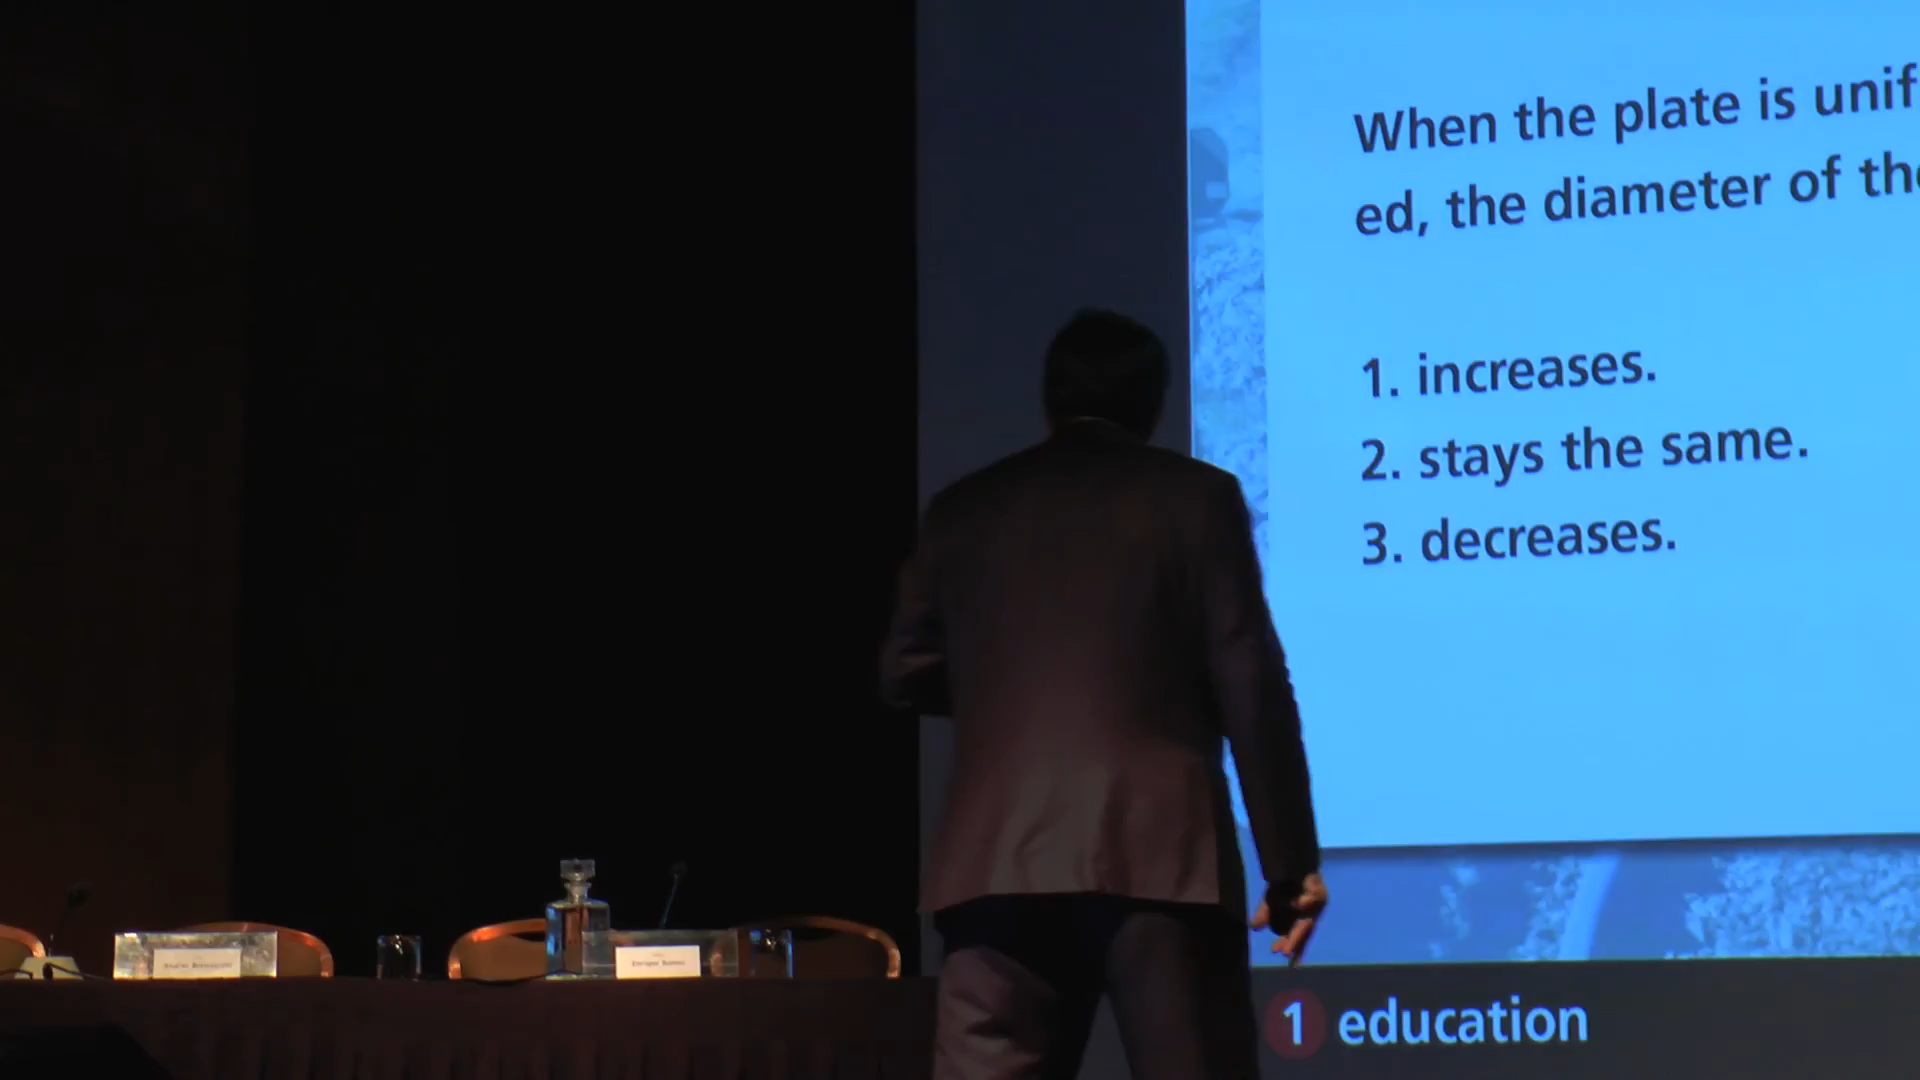 When the plate is unif
ed, the diameter of the
1. increases.
2. stays the same.
3. decreases.
1 education